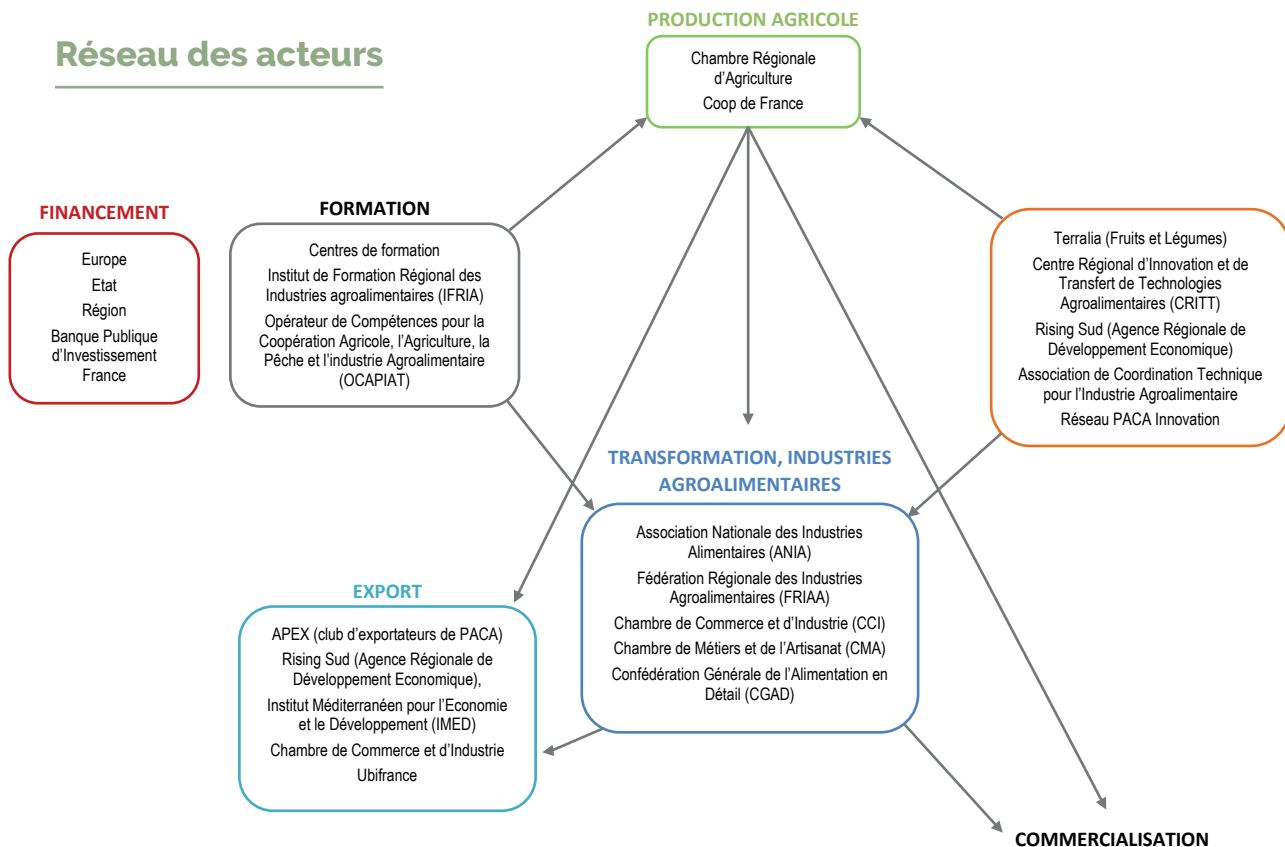 Réseau des acteurs
PRODUCTION AGRICOLE
Chambre Régionale
d’Agriculture
Coop de France
FINANCEMENT
Europe
Etat
Région
Banque Publique
d’Investissement
France
FORMATION
Centres de formation
Institut de Formation Régional des
Industries agroalimentaires (IFRIA)
Opérateur de Compétences pour la
Coopération Agricole, l’Agriculture, la
Pêche et l’industrie Agroalimentaire
(OCAPIAT)
Terralia (Fruits et Légumes)
Centre Régional d’Innovation et de
Transfert de Technologies
Agroalimentaires (CRITT)
Rising Sud (Agence Régionale de
Développement Economique)
Association de Coordination Technique
pour l’Industrie Agroalimentaire
Réseau PACA Innovation
TRANSFORMATION, INDUSTRIES
AGROALIMENTAIRES
Association Nationale des Industries
Alimentaires (ANIA)
Fédération Régionale des Industries
Agroalimentaires (FRIAA)
Chambre de Commerce et d’Industrie (CCI)
Chambre de Métiers et de l’Artisanat (CMA)
Confédération Générale de l’Alimentation en
Détail (CGAD)
EXPORT
APEX (club d’exportateurs de PACA)
Rising Sud (Agence Régionale de
Développement Economique),
Institut Méditerranéen pour l’Economie
et le Développement (IMED)
Chambre de Commerce et d’Industrie
Ubifrance
COMMERCIALISATION